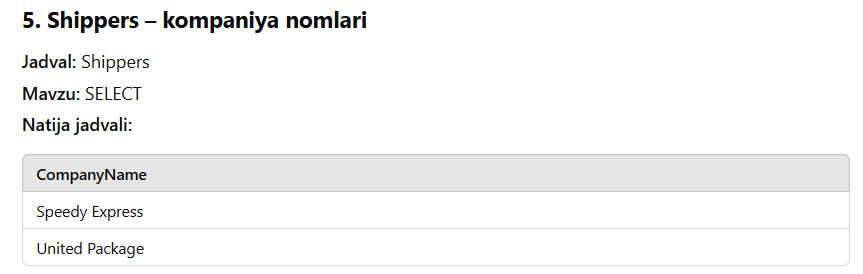 5. Shippers – kompaniya nomlari
Jadval: Shippers
Mavzu: SELECT
Natija jadvali:
CompanyName
Speedy Express
United Package